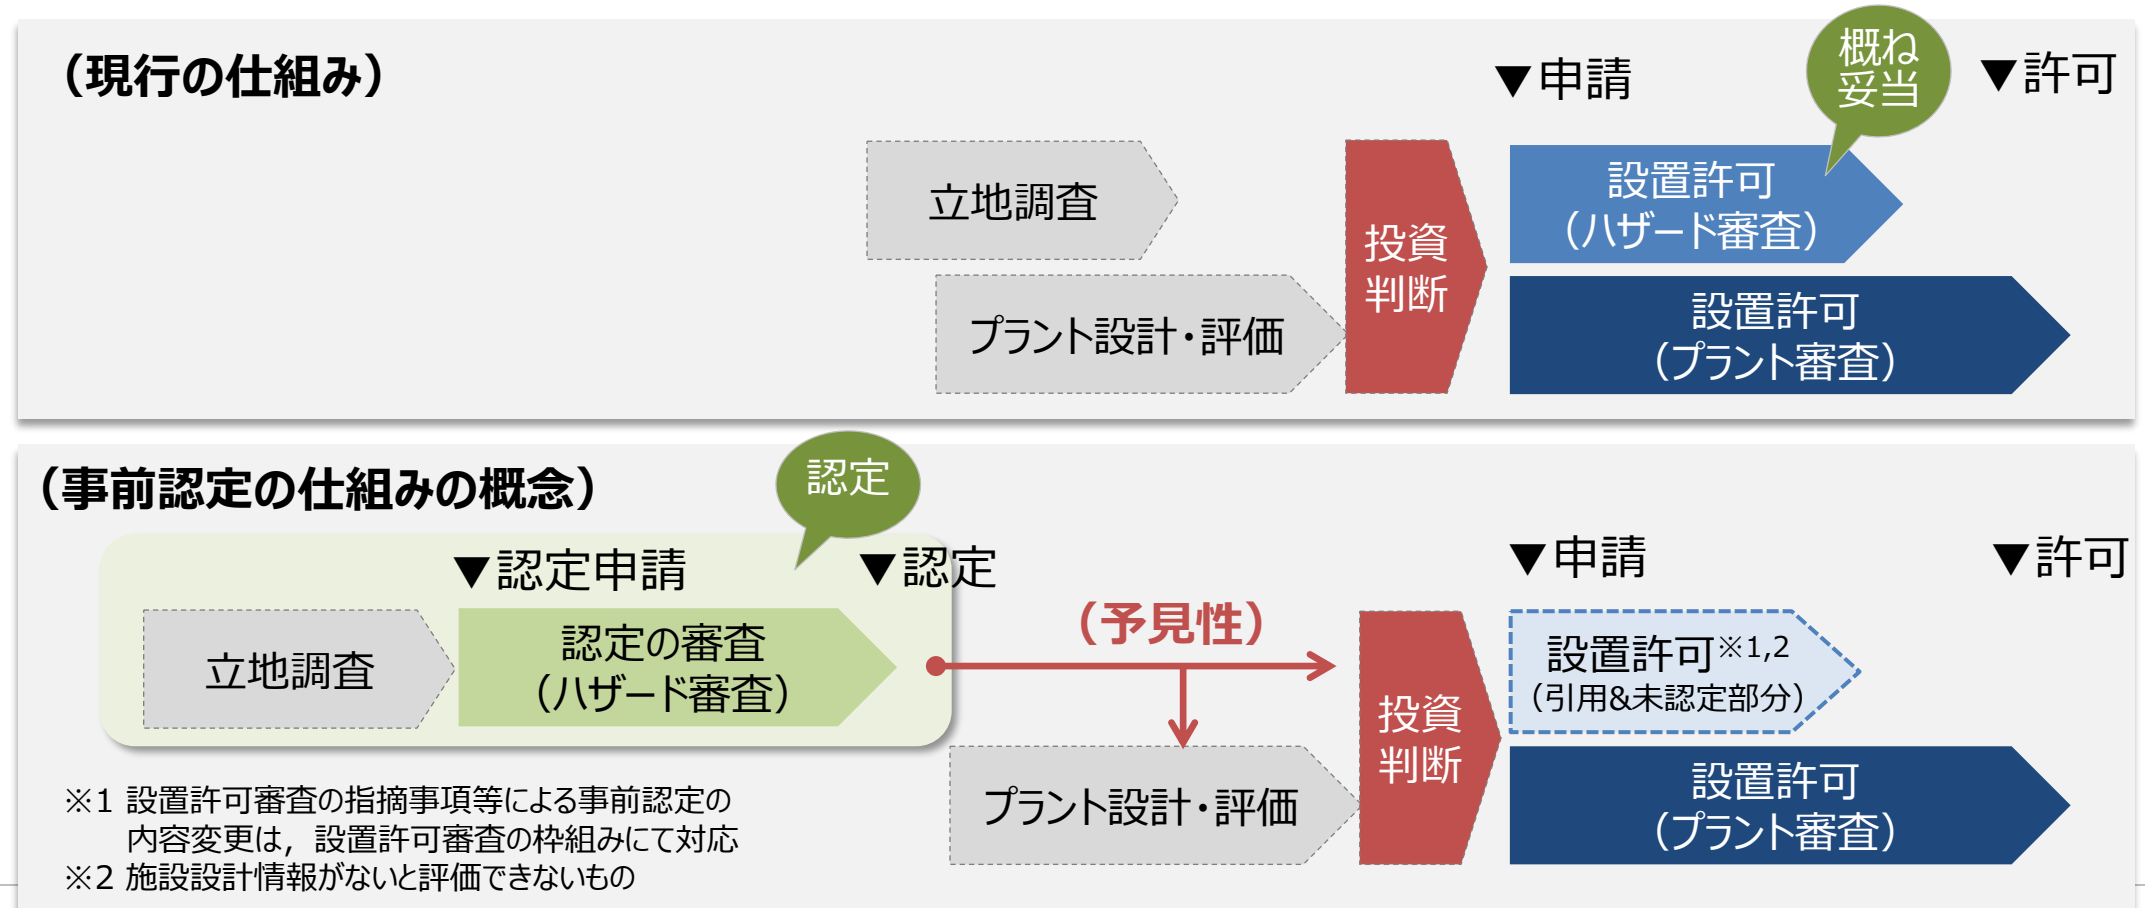 （現行の仕組み）
▼申請
概ね
妥当
▼許可
立地調査
プラント設計・評価
投資
判断
設置許可
（ハザード審査）
設置許可
（プラント審査）
（事前認定の仕組みの概念）
認定
▼認定申請
▼認定
立地調査
認定の審査
（ハザード審査）
（予見性）
プラント設計・評価
投資
判断
▼申請
▼許可
設置許可※1,2
（引用&未認定部分）
設置許可
（プラント審査）
※1 設置許可審査の指摘事項等による事前認定の
内容変更は，設置許可審査の枠組みにて対応
※2 施設設計情報がないと評価できないもの